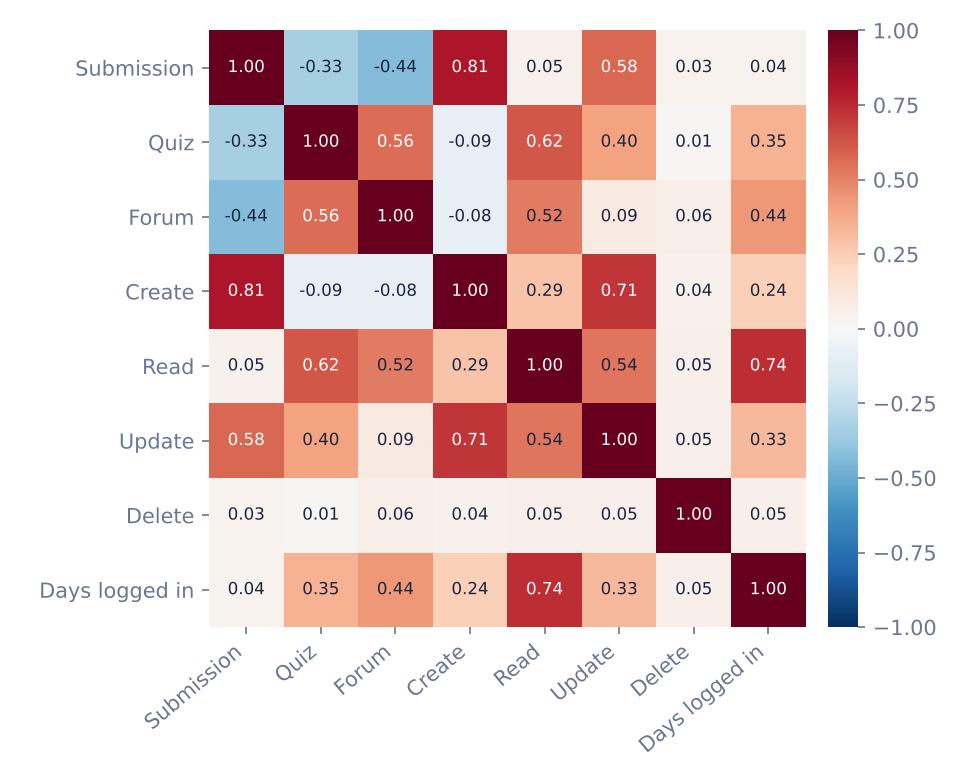 Submission 1.00 -0.33 -0.44 0.81 0.05 0.58 0.03 0.04
Quiz -0.33 1.00 0.56 -0.09 0.62 0.40 0.01 0.35
Forum -0.44 0.56 1.00 -0.08 0.52 0.09 0.06 0.44
Create 0.81 -0.09 -0.08 1.00 0.29 0.71 0.04 0.24
Read 0.05 0.62 0.52 0.29 1.00 0.54 0.05 0.74
Update 0.58 0.40 0.09 0.71 0.54 1.00 0.05 0.33
Delete 0.03 0.01 0.06 0.04 0.05 0.05 1.00 0.05
Days logged in 0.04 0.35 0.44 0.24 0.74 0.33 0.05 1.00
Submission
Quiz
Forum
Create
Read
Update
Delete
Days logged in
1.00
0.75
0.50
0.25
0.00
−0.25
−0.50
−0.75
−1.00